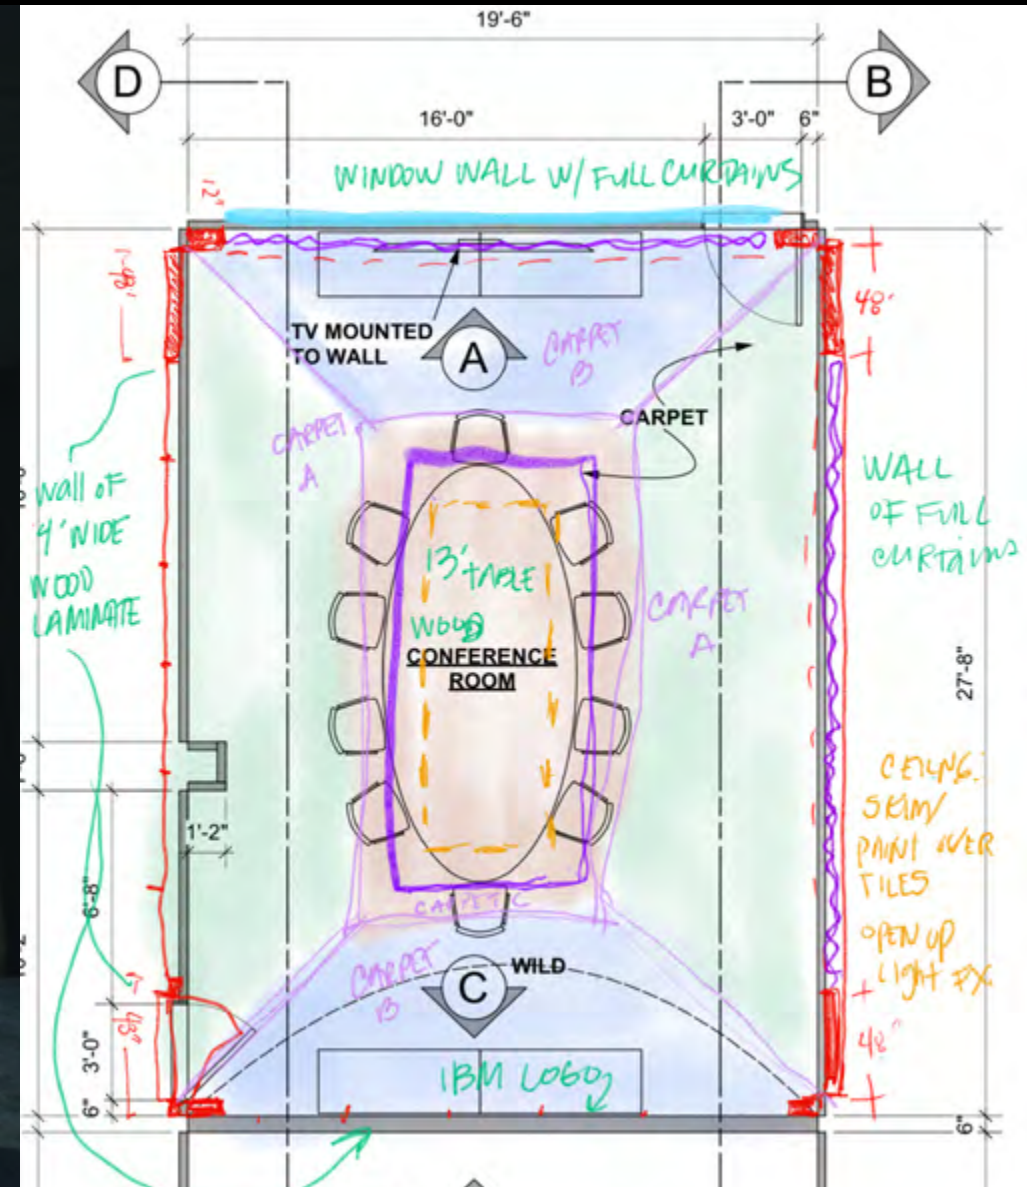 19'-6"
D
B
16'-0"
3'-0"
6"
WINDOW WALL W/ FULL CURTAINS
12"
48'
48'
TV MOUNTED
TO WALL
A
CARPET
B
CARPET
CARPET
A
WALL
OF FULL
CURTAINS
Wall OF
4' WIDE
WOOD
LAMINATE
13' TABLE
WOOD
CONFERENCE
ROOM
CARPET
A
27'-8"
CEILING:
SKIM/
PAINT OVER
TILES
OPEN UP
Light FX.
1'-2"
6'-8"
CARPET C
CARPET
B
WILD
C
48"
48"
3'-0"
6"
IBM LOGO
6"